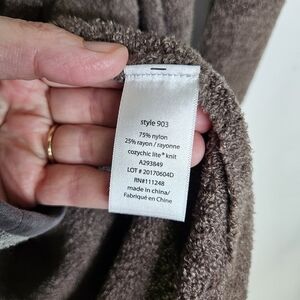 style 903
75% nylon
25% rayon / rayonne
cozychic lite® knit
A293849
LOT # 20170604D
RN#111248
made in china/
Fabriqué en Chine